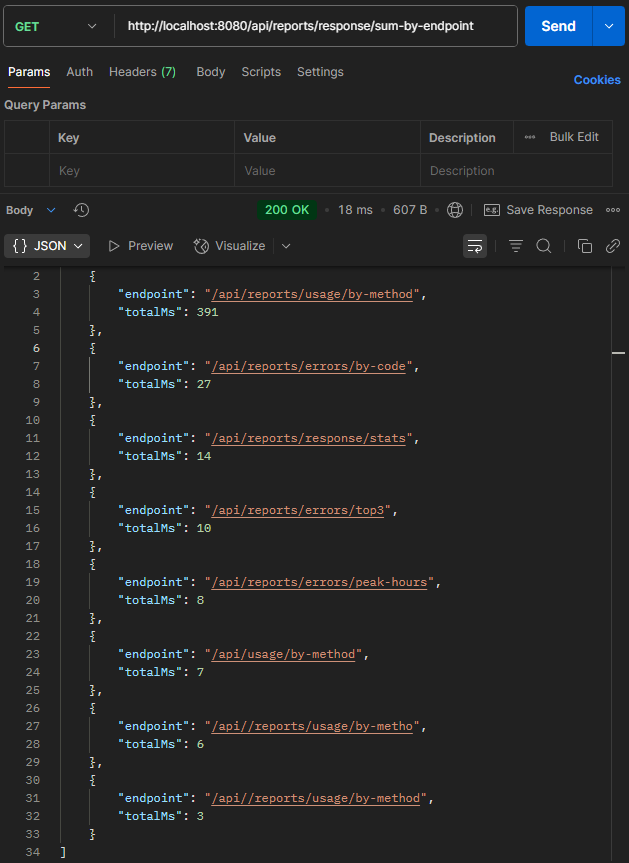 GET http://localhost:8080/api/reports/response/sum-by-endpoint Send
Params Auth Headers (7) Body Scripts Settings Cookies
Query Params
Key Value Description Bulk Edit
Key Value Description
Body 200 OK 18 ms 607 B e.g. Save Response
{} JSON Preview Visualize
2 {
3 "endpoint": "/api/reports/usage/by-method",
4 "totalMs": 391
5 },
6 {
7 "endpoint": "/api/reports/errors/by-code",
8 "totalMs": 27
9 },
10 {
11 "endpoint": "/api/reports/response/stats",
12 "totalMs": 14
13 },
14 {
15 "endpoint": "/api/reports/errors/top3",
16 "totalMs": 10
17 },
18 {
19 "endpoint": "/api/reports/errors/peak-hours",
20 "totalMs": 8
21 },
22 {
23 "endpoint": "/api/usage/by-method",
24 "totalMs": 7
25 },
26 {
27 "endpoint": "/api//reports/usage/by-metho",
28 "totalMs": 6
29 },
30 {
31 "endpoint": "/api//reports/usage/by-method",
32 "totalMs": 3
33 }
34 ]